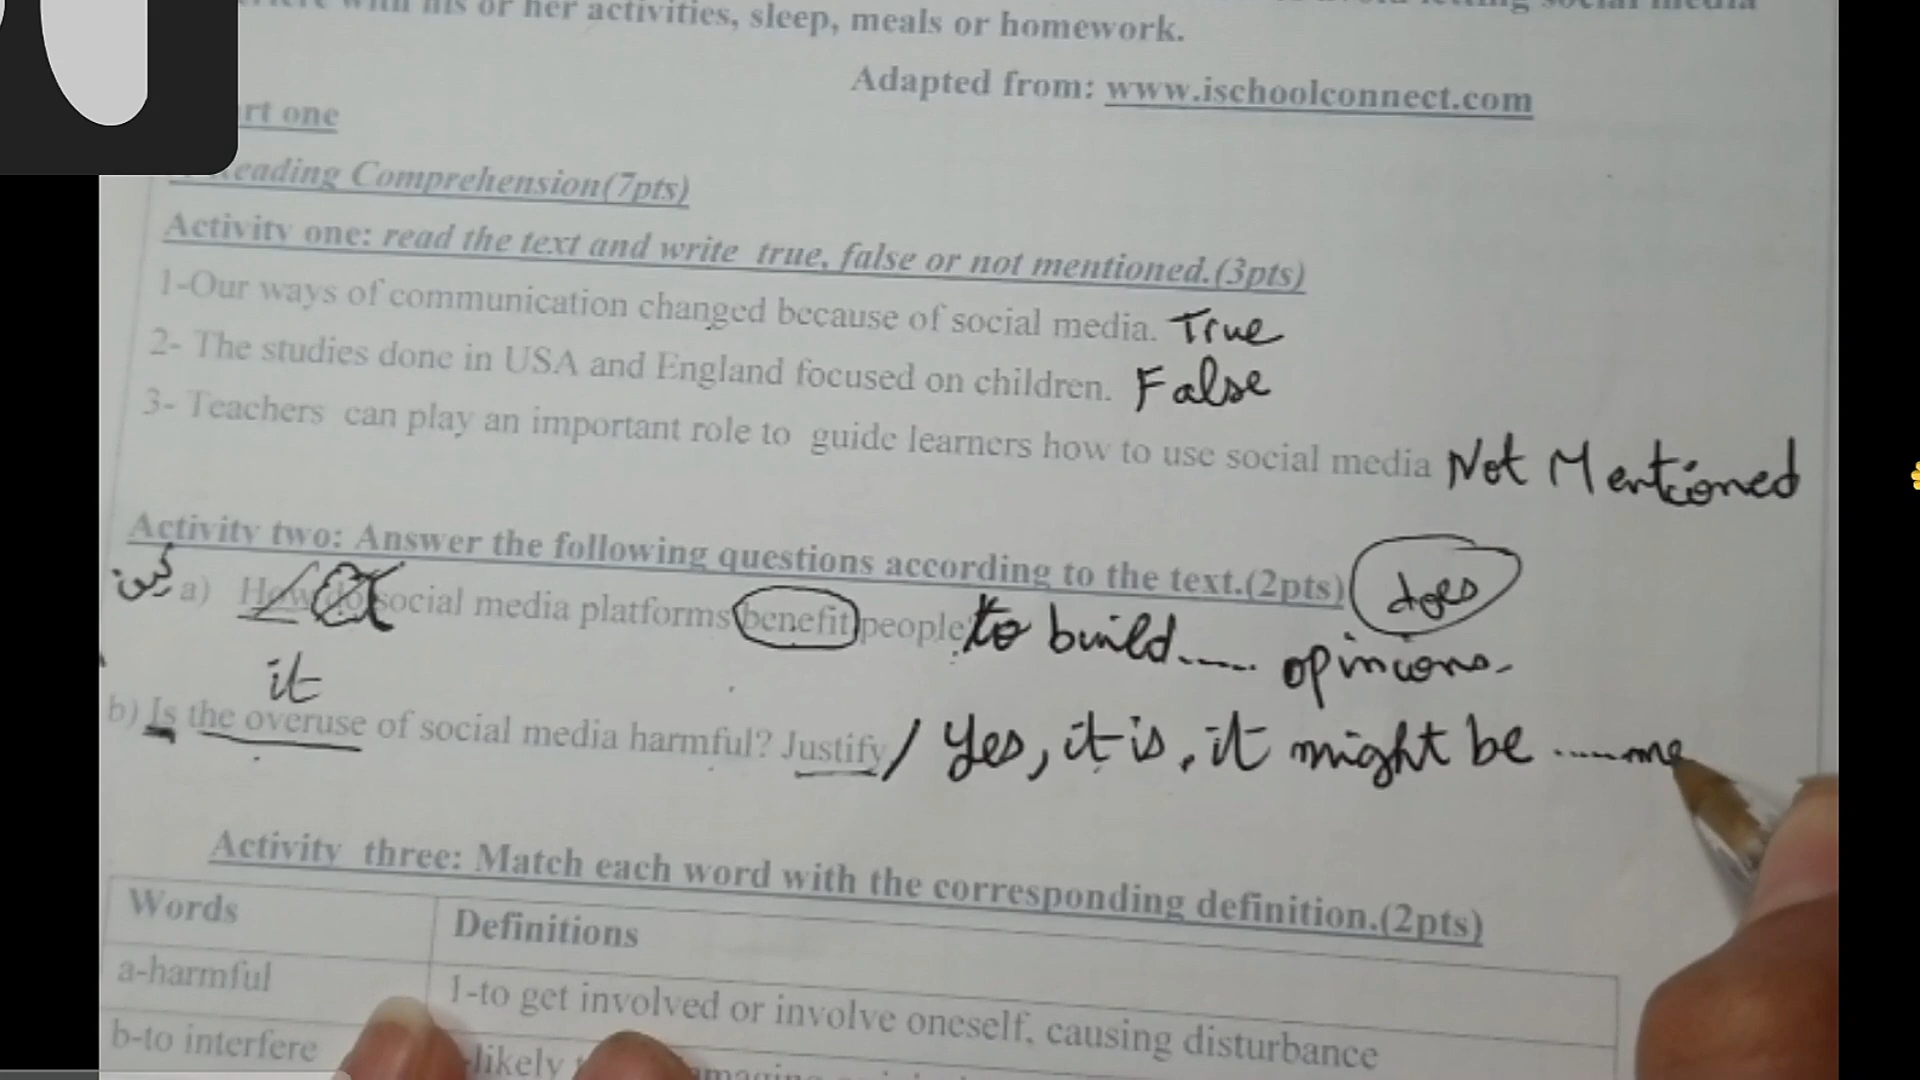 his or her activities, sleep, meals or homework.
Adapted from: www.ischoolconnect.com
rt one
eading Comprehension(7pts)
Activity one: read the text and write true, false or not mentioned.(3pts)
1-Our ways of communication changed because of social media. True
2- The studies done in USA and England focused on children. False
3- Teachers can play an important role to guide learners how to use social media Not Mentioned
Activity two: Answer the following questions according to the text.(2pts) does
a) How do social media platforms benefit people to build..... opinions.
it
b) Is the overuse of social media harmful? Justify / Yes, it is, it might be ......me
Activity three: Match each word with the corresponding definition.(2pts)
Words Definitions
a-harmful 1-to get involved or involve oneself, causing disturbance
b-to interfere likely